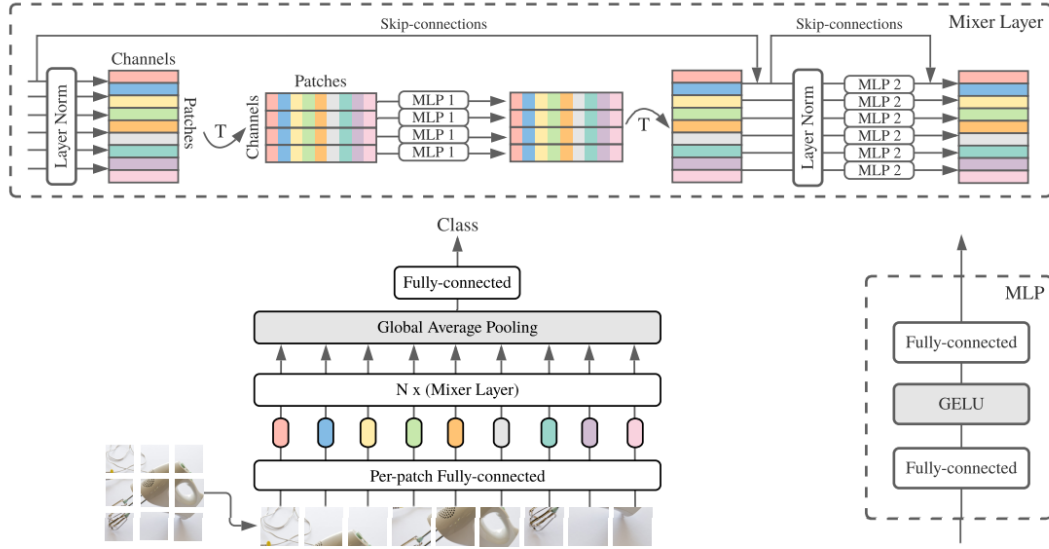 Skip-connections
Skip-connections
Mixer Layer
Channels
Layer Norm
Patches
T
Patches
Channels
MLP 1
MLP 1
MLP 1
MLP 1
T
Layer Norm
MLP 2
MLP 2
MLP 2
MLP 2
MLP 2
MLP 2
Class
Fully-connected
Global Average Pooling
N x (Mixer Layer)
Per-patch Fully-connected
MLP
Fully-connected
GELU
Fully-connected